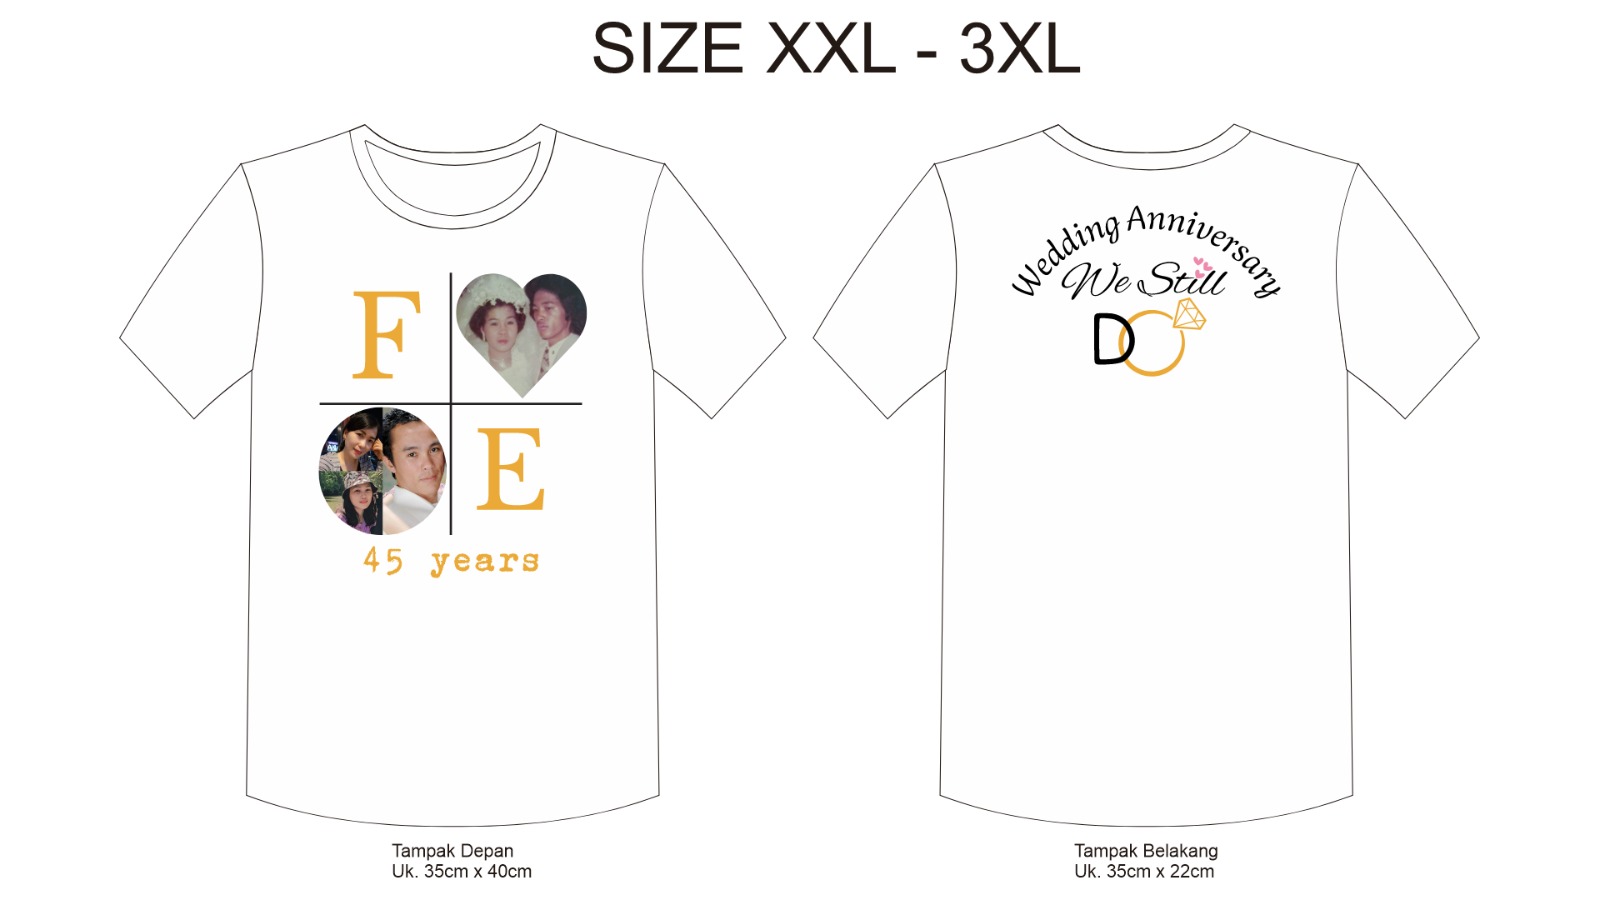 SIZE XXL - 3XL
F
E
45 years
Tampak Depan
Uk. 35cm x 40cm
Wedding Anniversary
We Still
DO
Tampak Belakang
Uk. 35cm x 22cm